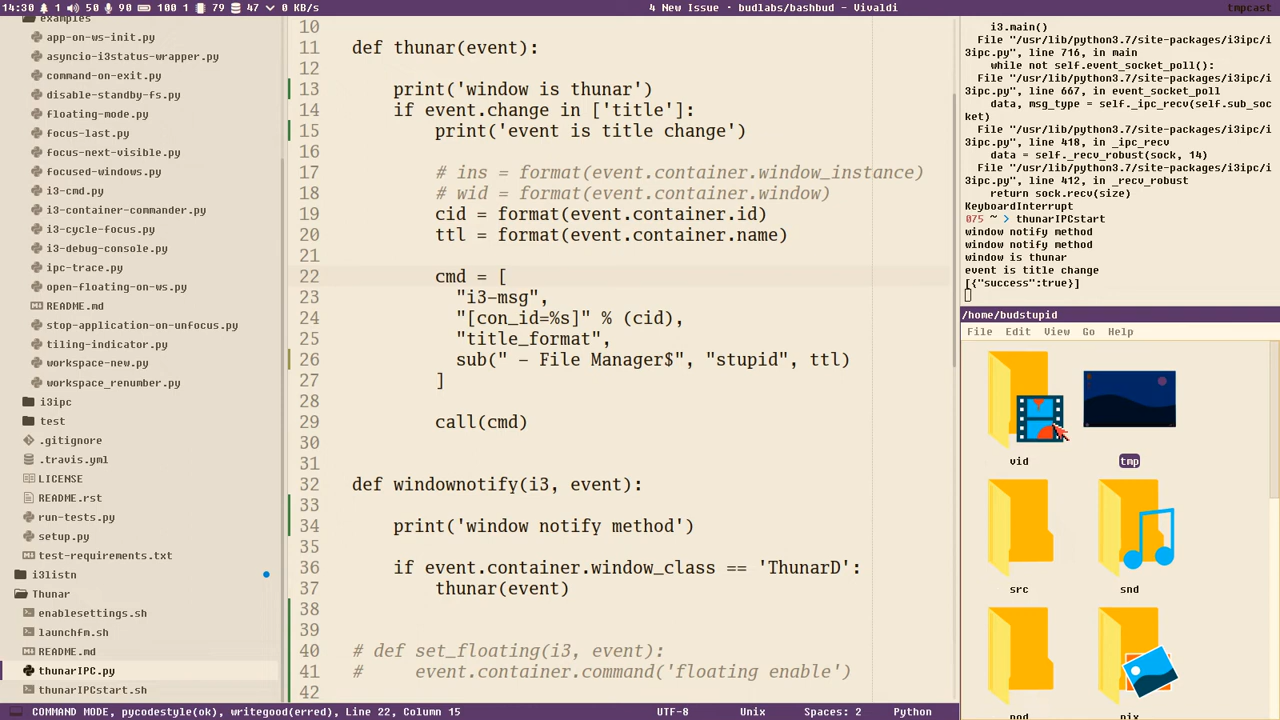 14:30 1 50 90 100 1 79 47 0 K/s
4 New Issue · budlabs/bashbud - Vivaldi
tmpcast
examples
app-on-ws-init.py
asyncio-i3status-wrapper.py
command-on-exit.py
disable-standby-fs.py
floating-mode.py
focus-last.py
focus-next-visible.py
focused-windows.py
i3-cmd.py
i3-container-commander.py
i3-cycle-focus.py
i3-debug-console.py
ipc-trace.py
open-floating-on-ws.py
README.md
stop-application-on-unfocus.py
tiling-indicator.py
workspace-new.py
workspace_renumber.py
i3ipc
test
.gitignore
.travis.yml
LICENSE
README.rst
run-tests.py
setup.py
test-requirements.txt
i3listn
Thunar
enablesettings.sh
launchfm.sh
README.md
thunarIPC.py
thunarIPCstart.sh
10
11 def thunar(event):
12
13 print('window is thunar')
14 if event.change in ['title']:
15 print('event is title change')
16
17 # ins = format(event.container.window_instance)
18 # wid = format(event.container.window)
19 cid = format(event.container.id)
20 ttl = format(event.container.name)
21
22 cmd = [
23 "i3-msg",
24 "[con_id=%s]" % (cid),
25 "title_format",
26 sub(" - File Manager$", "stupid", ttl)
27 ]
28
29 call(cmd)
30
31
32 def windownotify(i3, event):
33
34 print('window notify method')
35
36 if event.container.window_class == 'ThunarD':
37 thunar(event)
38
39
40 # def set_floating(i3, event):
41 # event.container.command('floating enable')
42
i3.main()
File "/usr/lib/python3.7/site-packages/i3ipc/i
3ipc.py", line 716, in main
while not self.event_socket_poll():
File "/usr/lib/python3.7/site-packages/i3ipc/i
3ipc.py", line 667, in event_socket_poll
data, msg_type = self._ipc_recv(self.sub_soc
ket)
File "/usr/lib/python3.7/site-packages/i3ipc/i
3ipc.py", line 418, in _ipc_recv
data = self._recv_robust(sock, 14)
File "/usr/lib/python3.7/site-packages/i3ipc/i
3ipc.py", line 412, in _recv_robust
return sock.recv(size)
KeyboardInterrupt
075 ~ > thunarIPCstart
window notify method
window notify method
window is thunar
event is title change
[{"success":true}]
/home/budstupid
File Edit View Go Help
vid tmp
src snd
pod pix
COMMAND MODE, pycodestyle(ok), writegood(erred), Line 22, Column 15
UTF-8 Unix Spaces: 2 Python